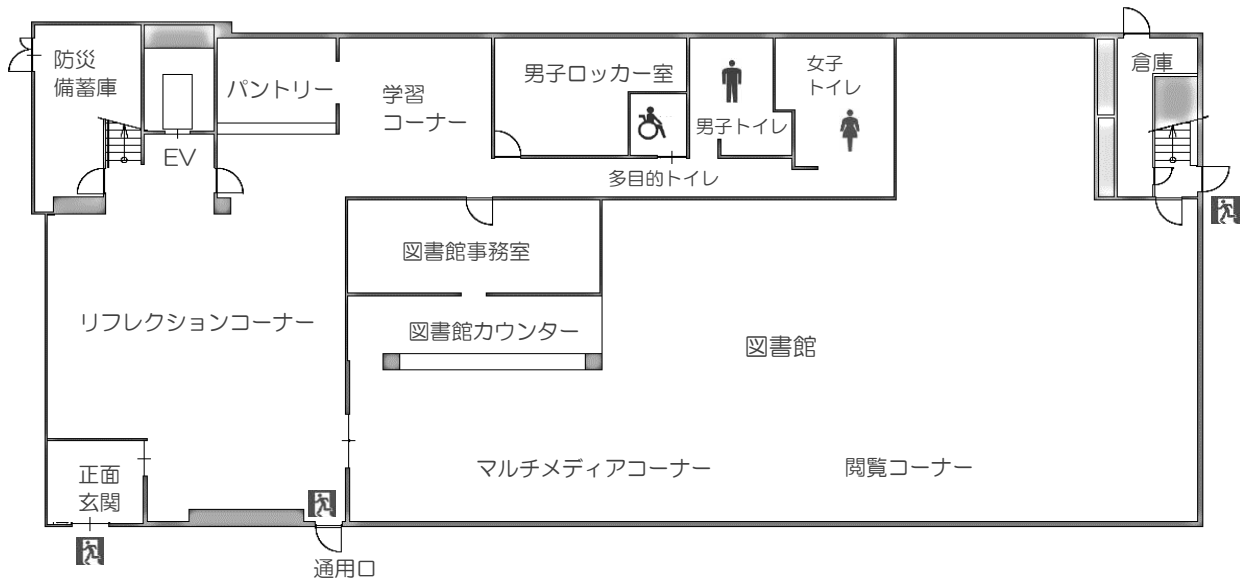 防災
備蓄庫
EV
パントリー
学習
コーナー
男子ロッカー室
男子トイレ
女子
トイレ
多目的トイレ
倉庫
図書館事務室
リフレクションコーナー
図書館カウンター
図書館
マルチメディアコーナー
閲覧コーナー
正面
玄関
通用口